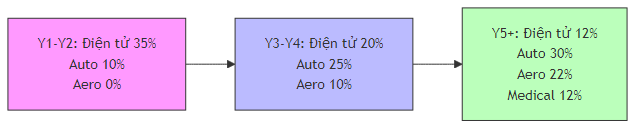 Y1-Y2: Điện tử 35%
Auto 10%
Aero 0%
Y3-Y4: Điện tử 20%
Auto 25%
Aero 10%
Y5+: Điện tử 12%
Auto 30%
Aero 22%
Medical 12%